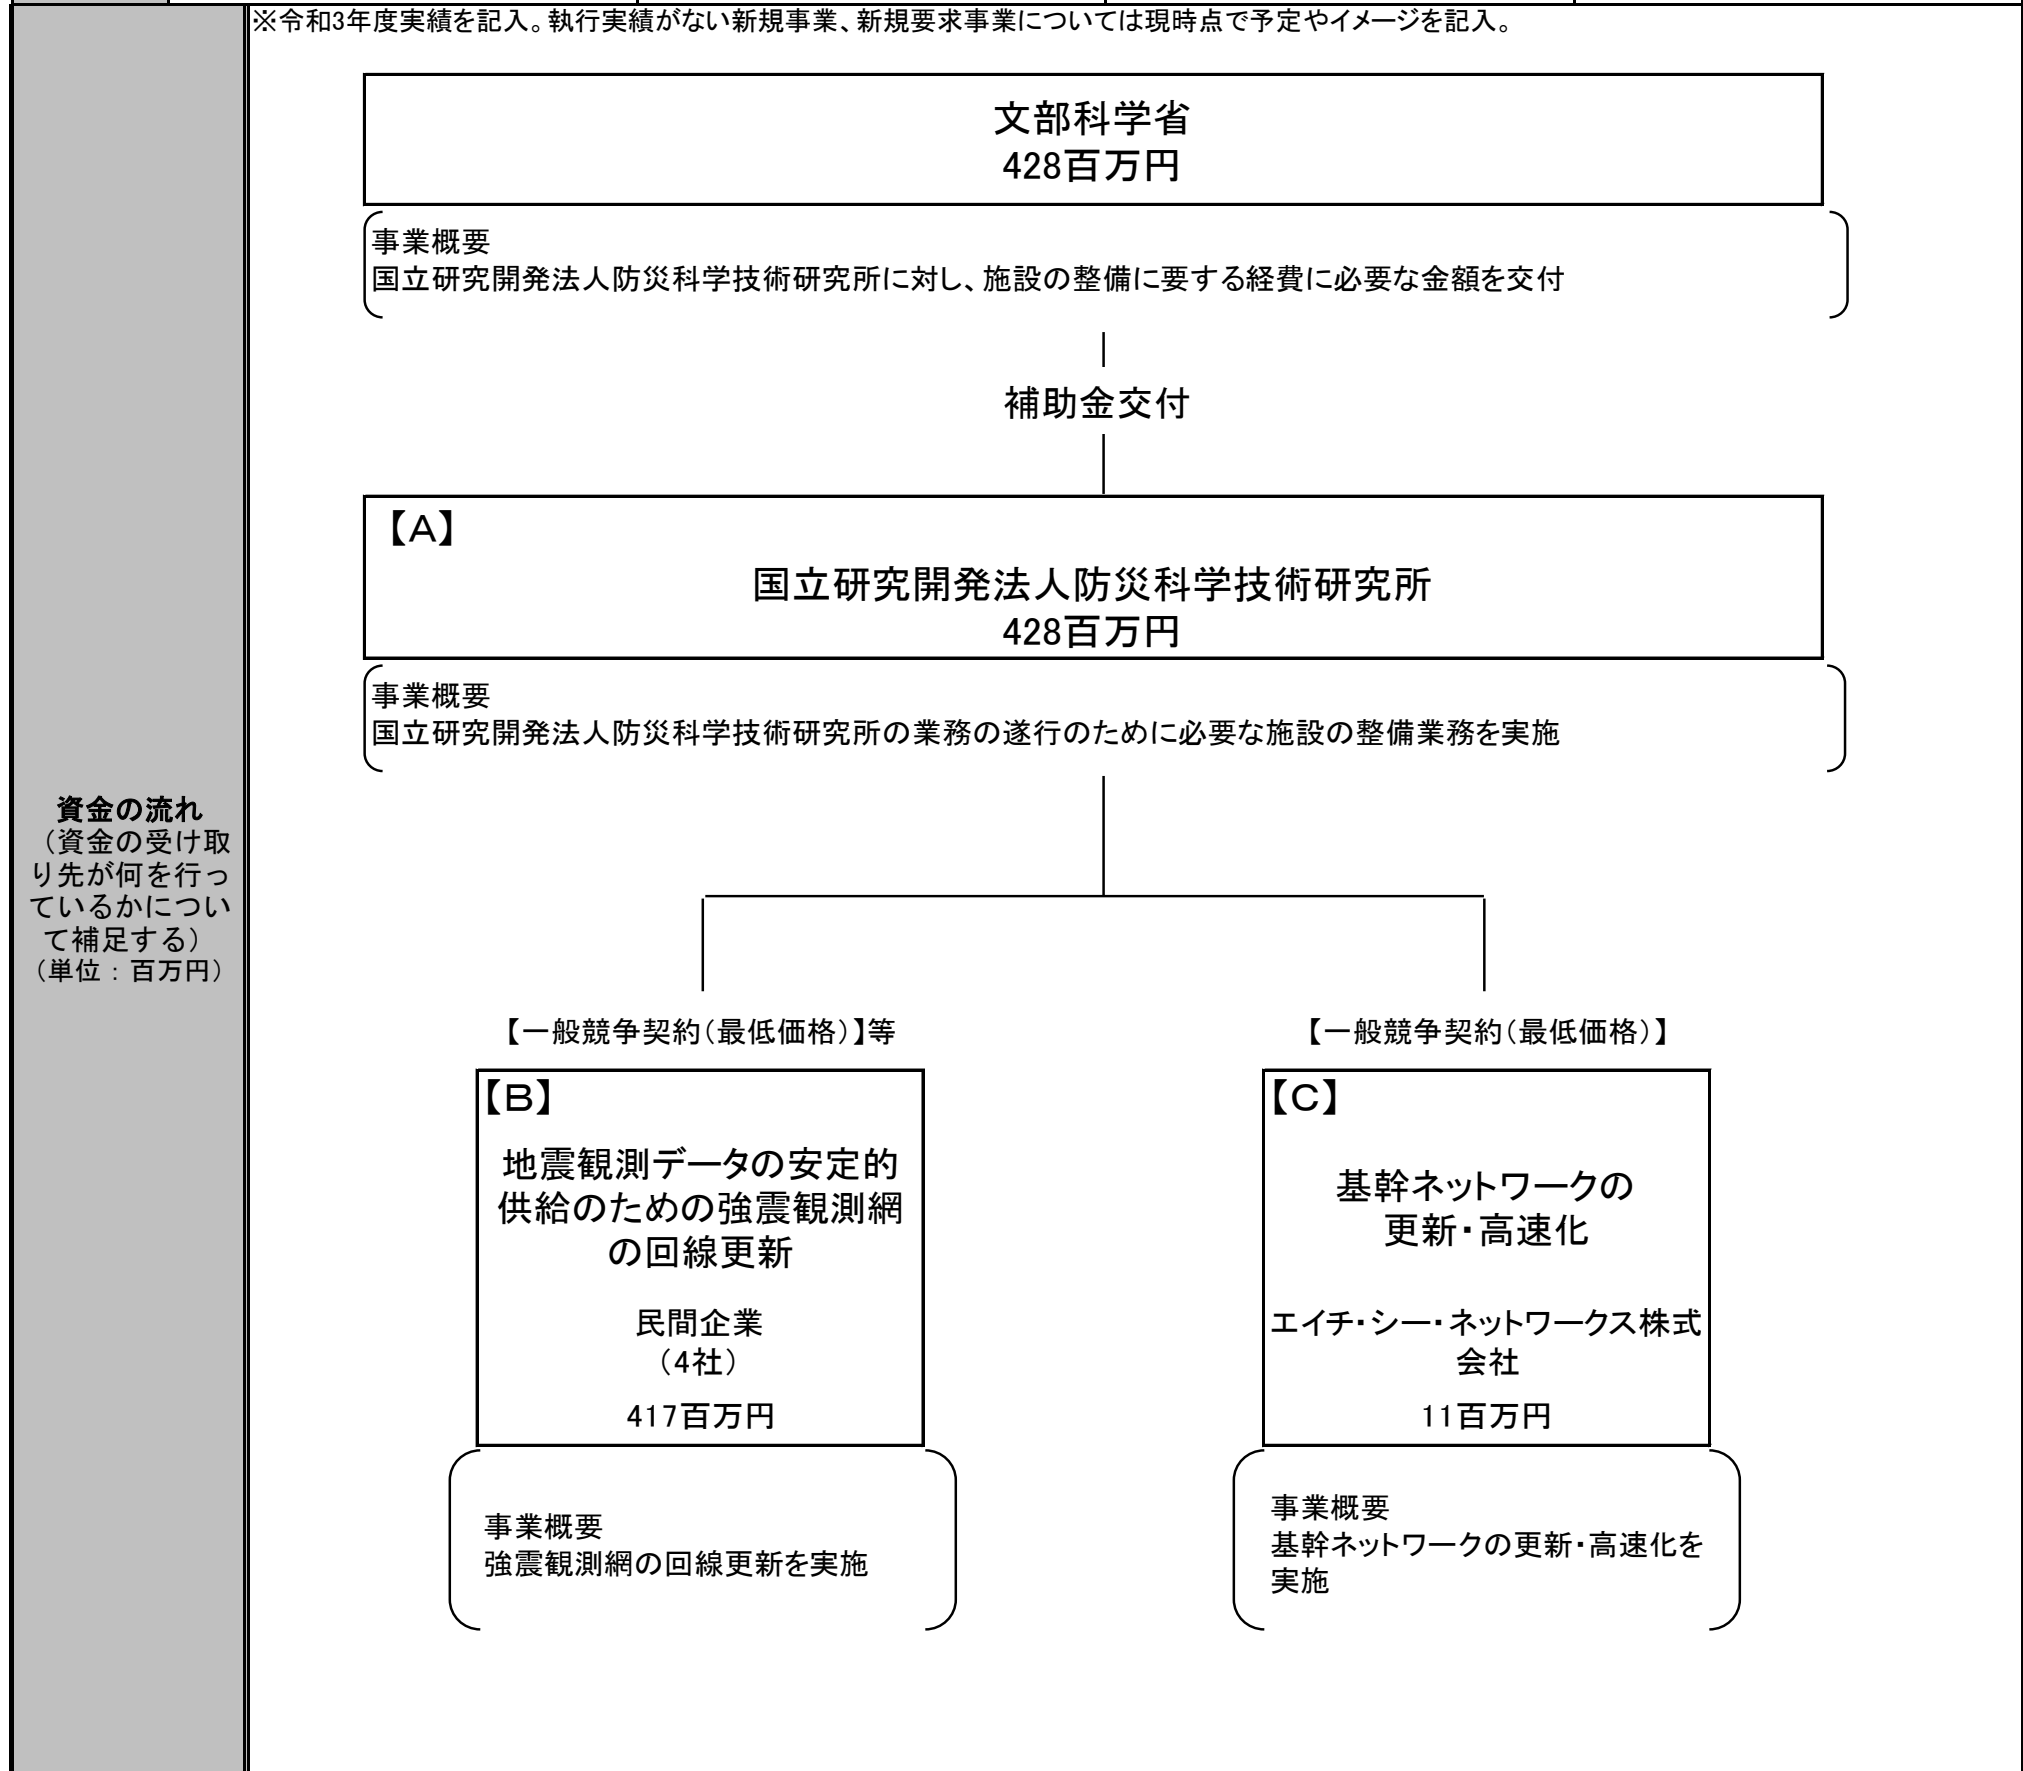 ※令和3年度実績を記入。執行実績がない新規事業、新規要求事業については現時点で予定やイメージを記入。
文部科学省
428百万円
事業概要
国立研究開発法人防災科学技術研究所に対し、施設の整備に要する経費に必要な金額を交付
補助金交付
【A】
国立研究開発法人防災科学技術研究所
428百万円
事業概要
国立研究開発法人防災科学技術研究所の業務の遂行のために必要な施設の整備業務を実施
資金の流れ
（資金の受け取
り先が何を行っ
ているかについ
て補足する）
（単位：百万円）
【一般競争契約（最低価格）】等
【B】
地震観測データの安定的
供給のための強震観測網
の回線更新
民間企業
（4社）
417百万円
事業概要
強震観測網の回線更新を実施
【一般競争契約（最低価格）】
【C】
基幹ネットワークの
更新・高速化
エイチ・シー・ネットワークス株式
会社
11百万円
事業概要
基幹ネットワークの更新・高速化を
実施